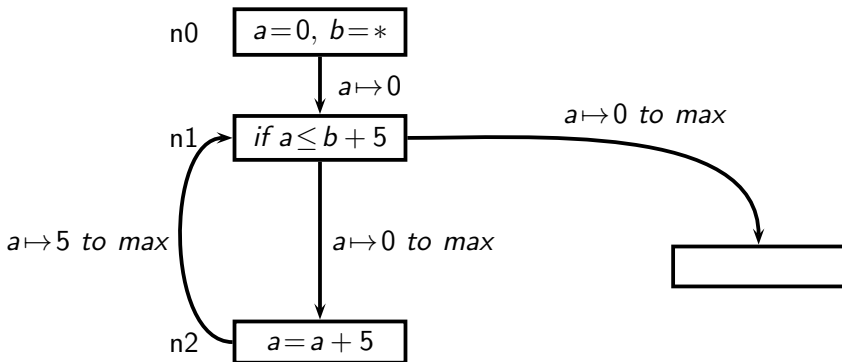 n0
a=0, b=*
a↦0
a↦0 to max
n1
if a≤b + 5
a↦5 to max
a↦0 to max
n2
a=a + 5